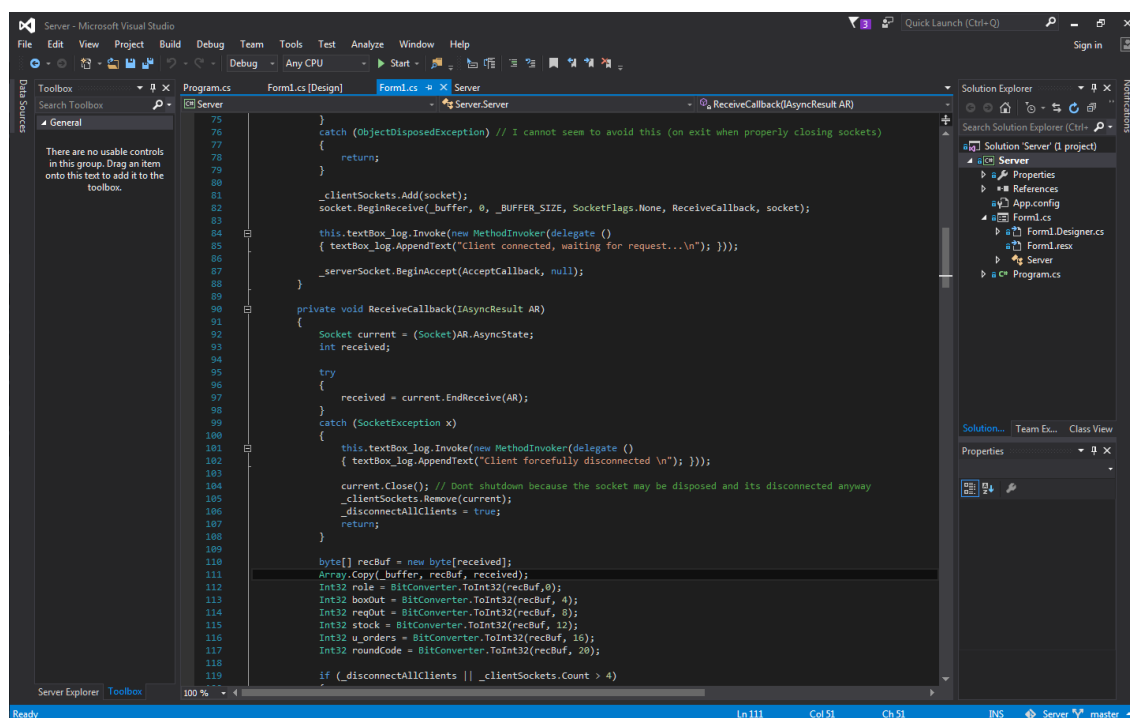 Server - Microsoft Visual Studio
3
Quick Launch (Ctrl+Q)
File Edit View Project Build Debug Team Tools Test Analyze Window Help
Sign in
Debug Any CPU Start
Data Sources
Toolbox
Search Toolbox
General
There are no usable controls
in this group. Drag an item
onto this text to add it to the
toolbox.
Server Explorer Toolbox
Program.cs Form1.cs [Design] Form1.cs Server
Server Server.Server ReceiveCallback(IAsyncResult AR)
75 }
76 catch (ObjectDisposedException) // I cannot seem to avoid this (on exit when properly closing sockets)
77 {
78 return;
79 }
80
81 _clientSockets.Add(socket);
82 socket.BeginReceive(_buffer, 0, _BUFFER_SIZE, SocketFlags.None, ReceiveCallback, socket);
83
84 this.textBox_log.Invoke(new MethodInvoker(delegate ()
85 { textBox_log.AppendText("Client connected, waiting for request...\n"); }));
86
87 _serverSocket.BeginAccept(AcceptCallback, null);
88 }
89
90 private void ReceiveCallback(IAsyncResult AR)
91 {
92 Socket current = (Socket)AR.AsyncState;
93 int received;
94
95 try
96 {
97 received = current.EndReceive(AR);
98 }
99 catch (SocketException x)
100 {
101 this.textBox_log.Invoke(new MethodInvoker(delegate ()
102 { textBox_log.AppendText("Client forcefully disconnected \n"); }));
103
104 current.Close(); // Dont shutdown because the socket may be disposed and its disconnected anyway
105 _clientSockets.Remove(current);
106 _disconnectAllClients = true;
107 return;
108 }
109
110 byte[] recBuf = new byte[received];
111 Array.Copy(_buffer, recBuf, received);
112 Int32 role = BitConverter.ToInt32(recBuf,0);
113 Int32 boxOut = BitConverter.ToInt32(recBuf, 4);
114 Int32 reqOut = BitConverter.ToInt32(recBuf, 8);
115 Int32 stock = BitConverter.ToInt32(recBuf, 12);
116 Int32 u_orders = BitConverter.ToInt32(recBuf, 16);
117 Int32 roundCode = BitConverter.ToInt32(recBuf, 20);
118
119 if (_disconnectAllClients || _clientSockets.Count > 4)
100 %
Solution Explorer
Search Solution Explorer (Ctrl+
Solution 'Server' (1 project)
C# Server
Properties
References
App.config
Form1.cs
Form1.Designer.cs
Form1.resx
Server
C# Program.cs
Solution... Team Ex... Class View
Properties
Notifications
Ready Ln 111 Col 51 Ch 51 INS Server master